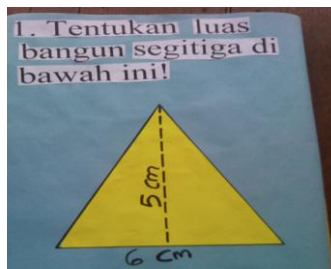 1. Tentukan luas
bangun segitiga di
bawah ini!
5 cm
6 cm